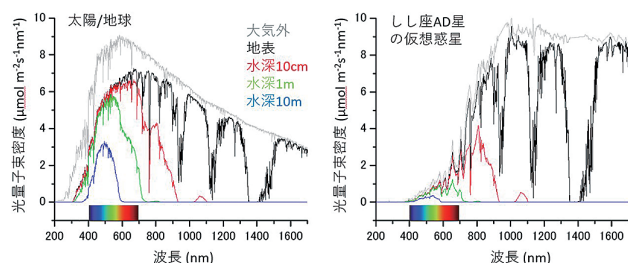 太陽/地球
大気外
地表
水深10cm
水深1m
水深10m
光量子束密度 (μmol m⁻²s⁻¹nm⁻¹)
10
8
6
4
2
0
200 400 600 800 1000 1200 1400 1600
波長 (nm)
しし座AD星
の仮想惑星
光量子束密度 (μmol m⁻²s⁻¹nm⁻¹)
10
8
6
4
2
0
200 400 600 800 1000 1200 1400 1600
波長 (nm)